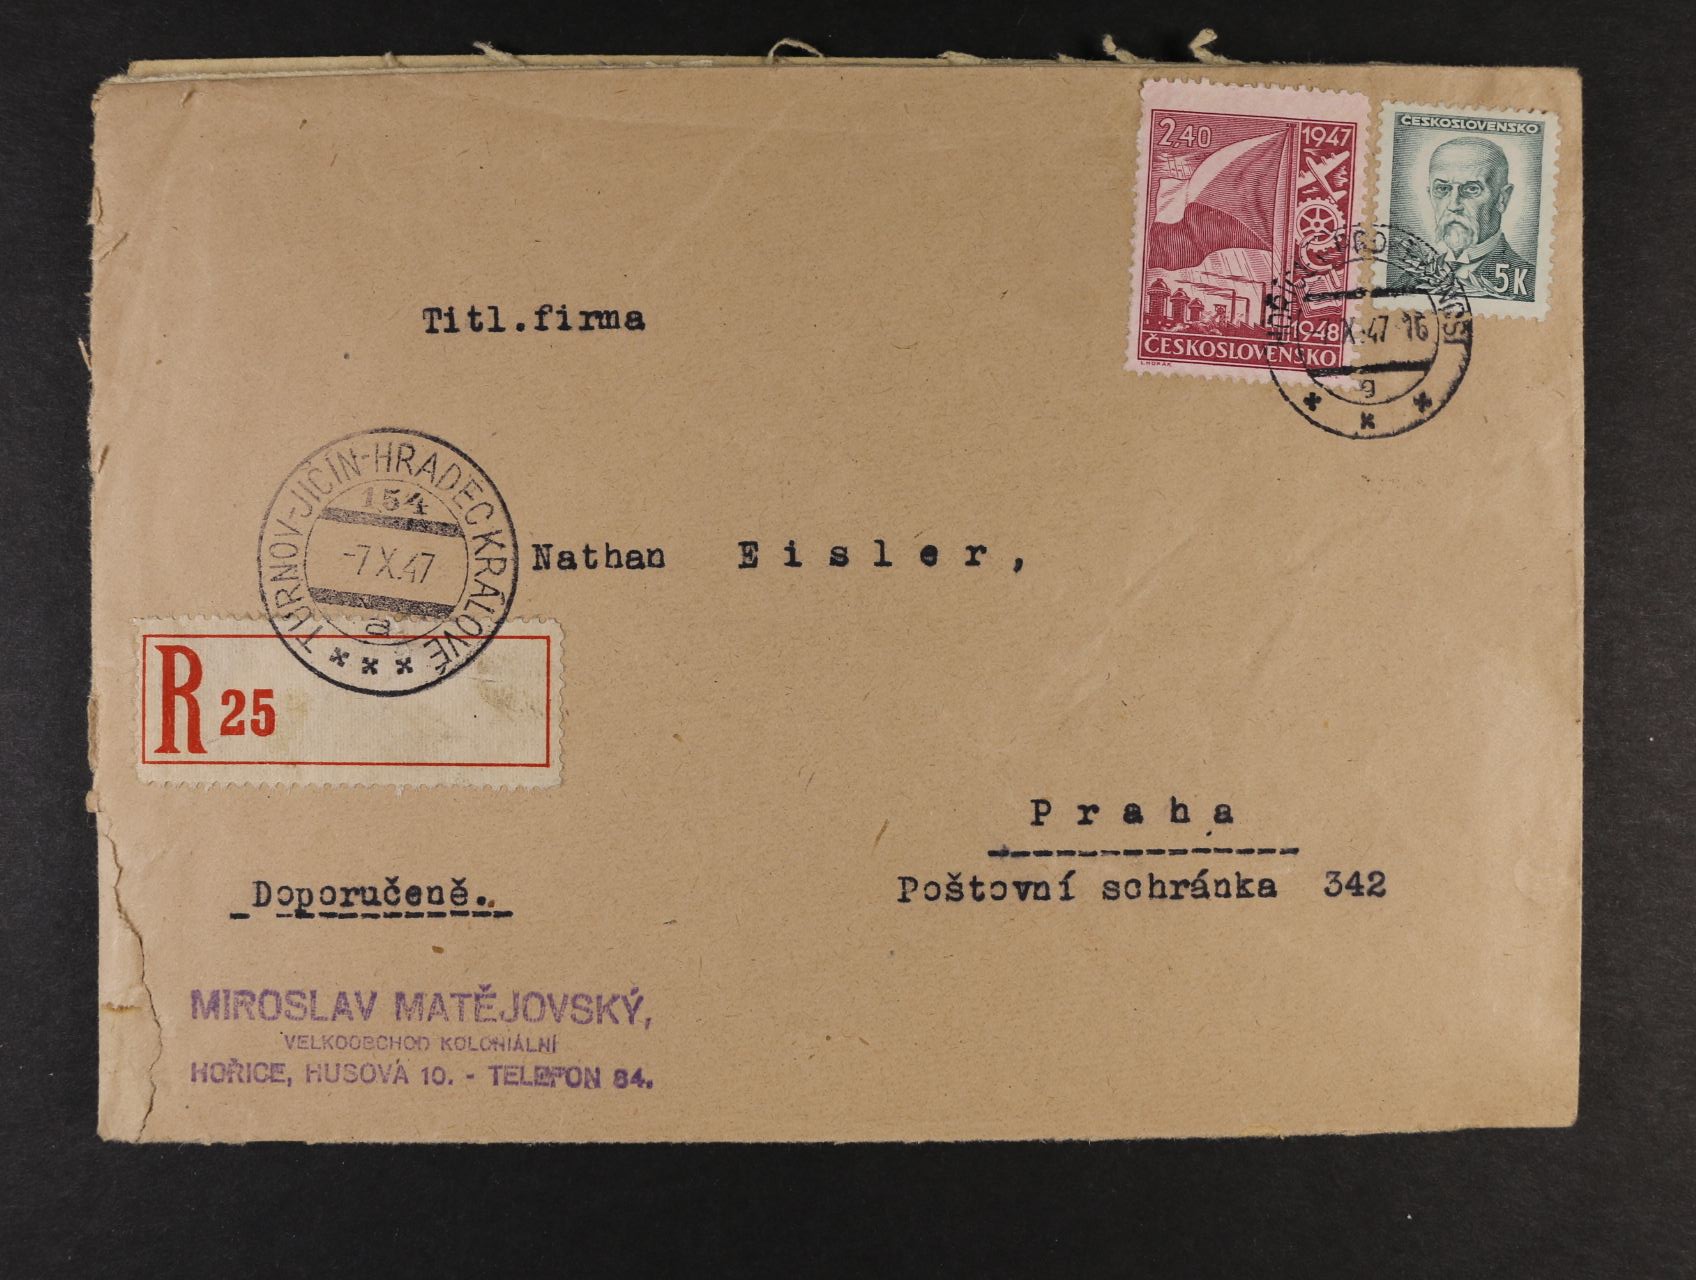 2,40
1947
1948
ČESKOSLOVENSKO
ČESKOSLOVENSKO
5K
7 X.47 16
g
Titl.firma
TURNOV-JIČÍN-HRADEC KRÁLOVÉ
154
-7 X.47
a
Nathan Eisler,
R 25
Praha
Poštovní schránka 342
Doporučeně.
MIROSLAV MATĚJOVSKÝ,
VELKOOBCHOD KOLONIÁLNÍ
HOŘICE, HUSOVA 10. - TELEFON 84.